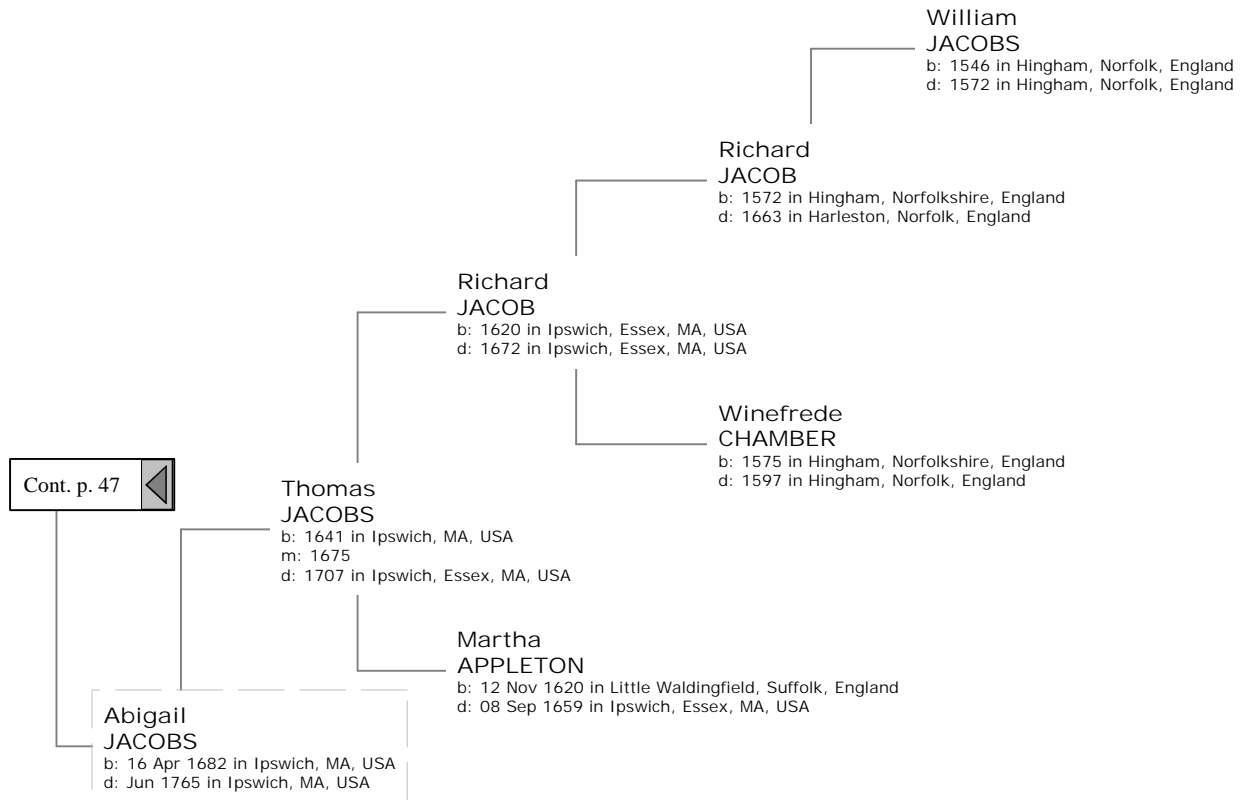 William
JACOBS
b: 1546 in Hingham, Norfolk, England
d: 1572 in Hingham, Norfolk, England
Richard
JACOB
b: 1572 in Hingham, Norfolkshire, England
d: 1663 in Harleston, Norfolk, England
Richard
JACOB
b: 1620 in Ipswich, Essex, MA, USA
d: 1672 in Ipswich, Essex, MA, USA
Winefrede
CHAMBER
b: 1575 in Hingham, Norfolkshire, England
d: 1597 in Hingham, Norfolk, England
Cont. p. 47
Thomas
JACOBS
b: 1641 in Ipswich, MA, USA
m: 1675
d: 1707 in Ipswich, Essex, MA, USA
Martha
APPLETON
b: 12 Nov 1620 in Little Waldingfield, Suffolk, England
d: 08 Sep 1659 in Ipswich, Essex, MA, USA
Abigail
JACOBS
b: 16 Apr 1682 in Ipswich, MA, USA
d: Jun 1765 in Ipswich, MA, USA